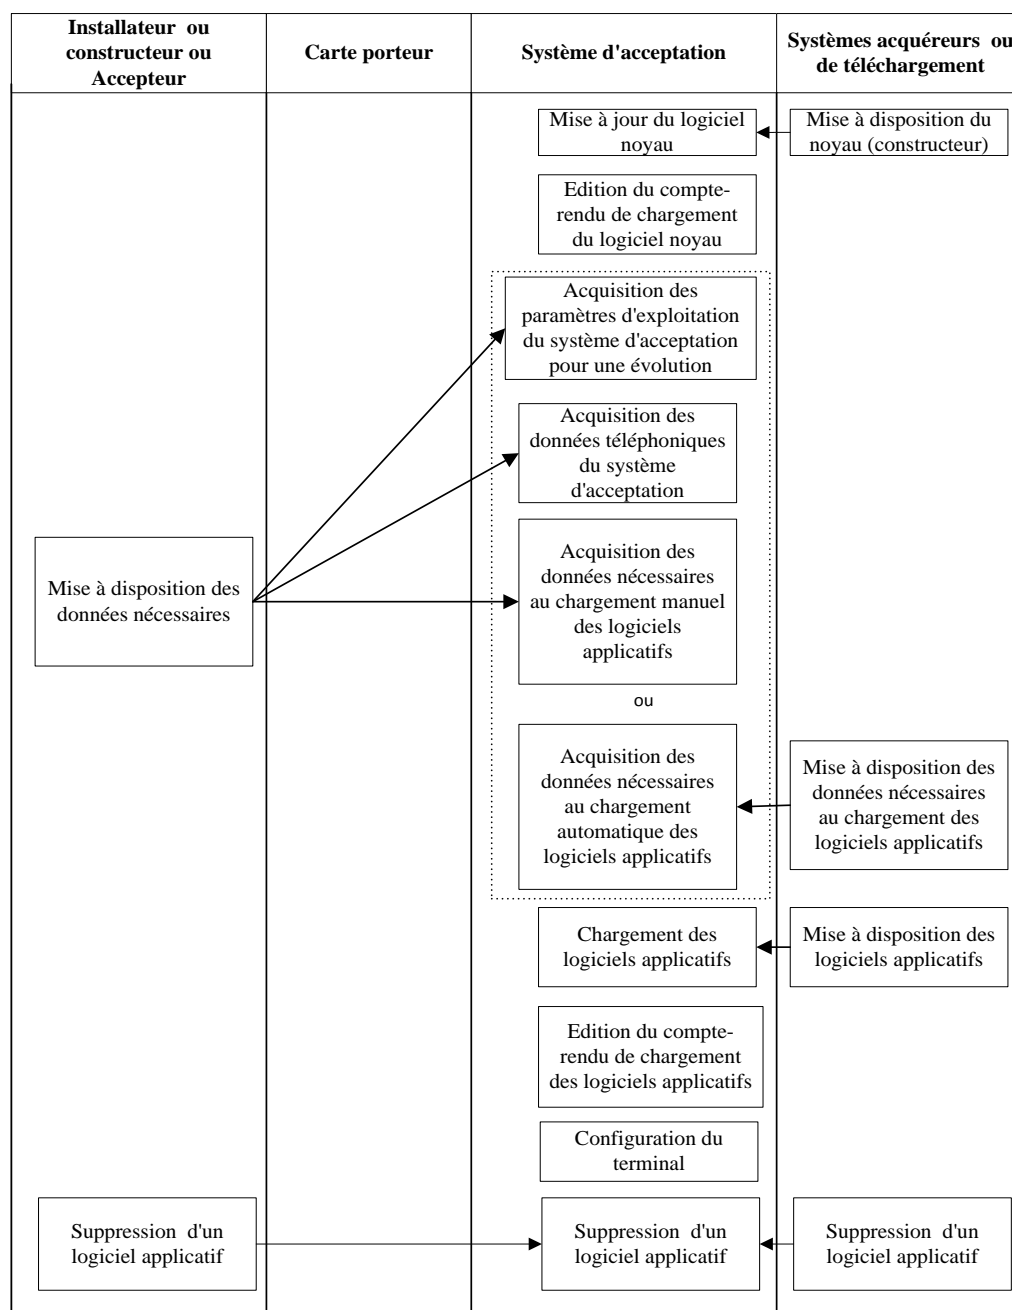 Installateur ou
constructeur ou
Accepteur
Carte porteur
Système d'acceptation
Systèmes acquéreurs ou
de téléchargement
Mise à jour du logiciel
noyau
Mise à disposition du
noyau (constructeur)
Edition du compte-
rendu de chargement
du logiciel noyau
Acquisition des
paramètres d'exploitation
du système d'acceptation
pour une évolution
Acquisition des
données téléphoniques
du système
d'acceptation
Mise à disposition des
données nécessaires
Acquisition des
données nécessaires
au chargement manuel
des logiciels
applicatifs
ou
Acquisition des
données nécessaires
au chargement
automatique des
logiciels applicatifs
Mise à disposition des
données nécessaires
au chargement des
logiciels applicatifs
Chargement des
logiciels applicatifs
Mise à disposition des
logiciels applicatifs
Edition du compte-
rendu de chargement
des logiciels applicatifs
Configuration du
terminal
Suppression d'un
logiciel applicatif
Suppression d'un
logiciel applicatif
Suppression d'un
logiciel applicatif